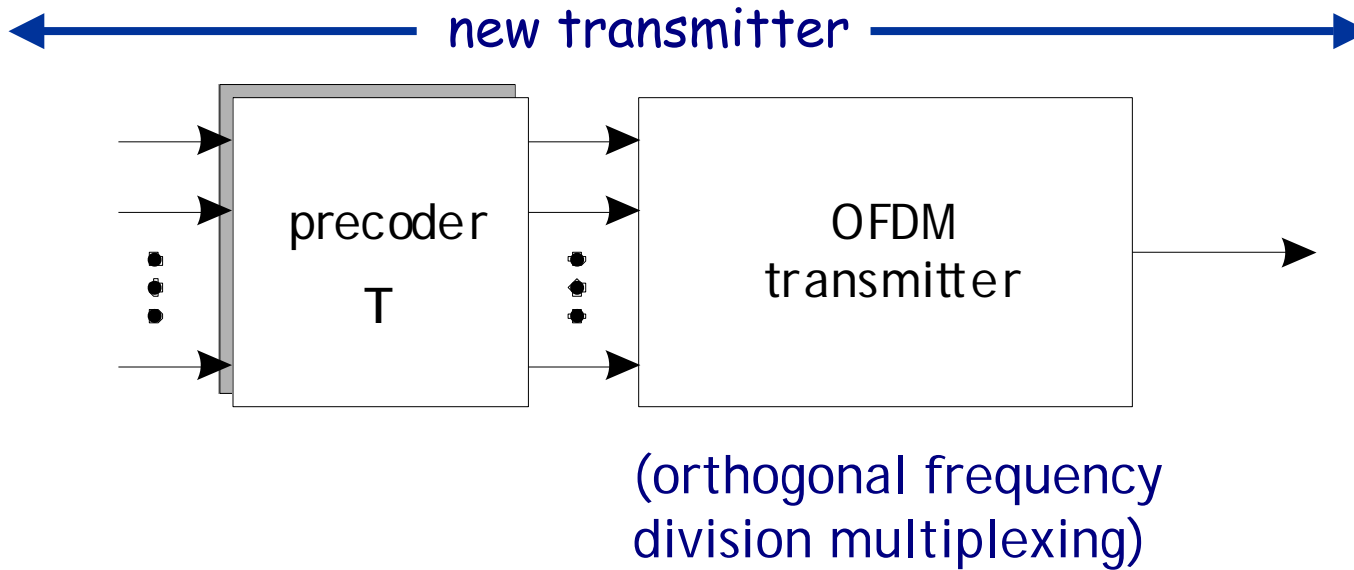 new transmitter
precoder
T
OFDM
transmitter
(orthogonal frequency
division multiplexing)